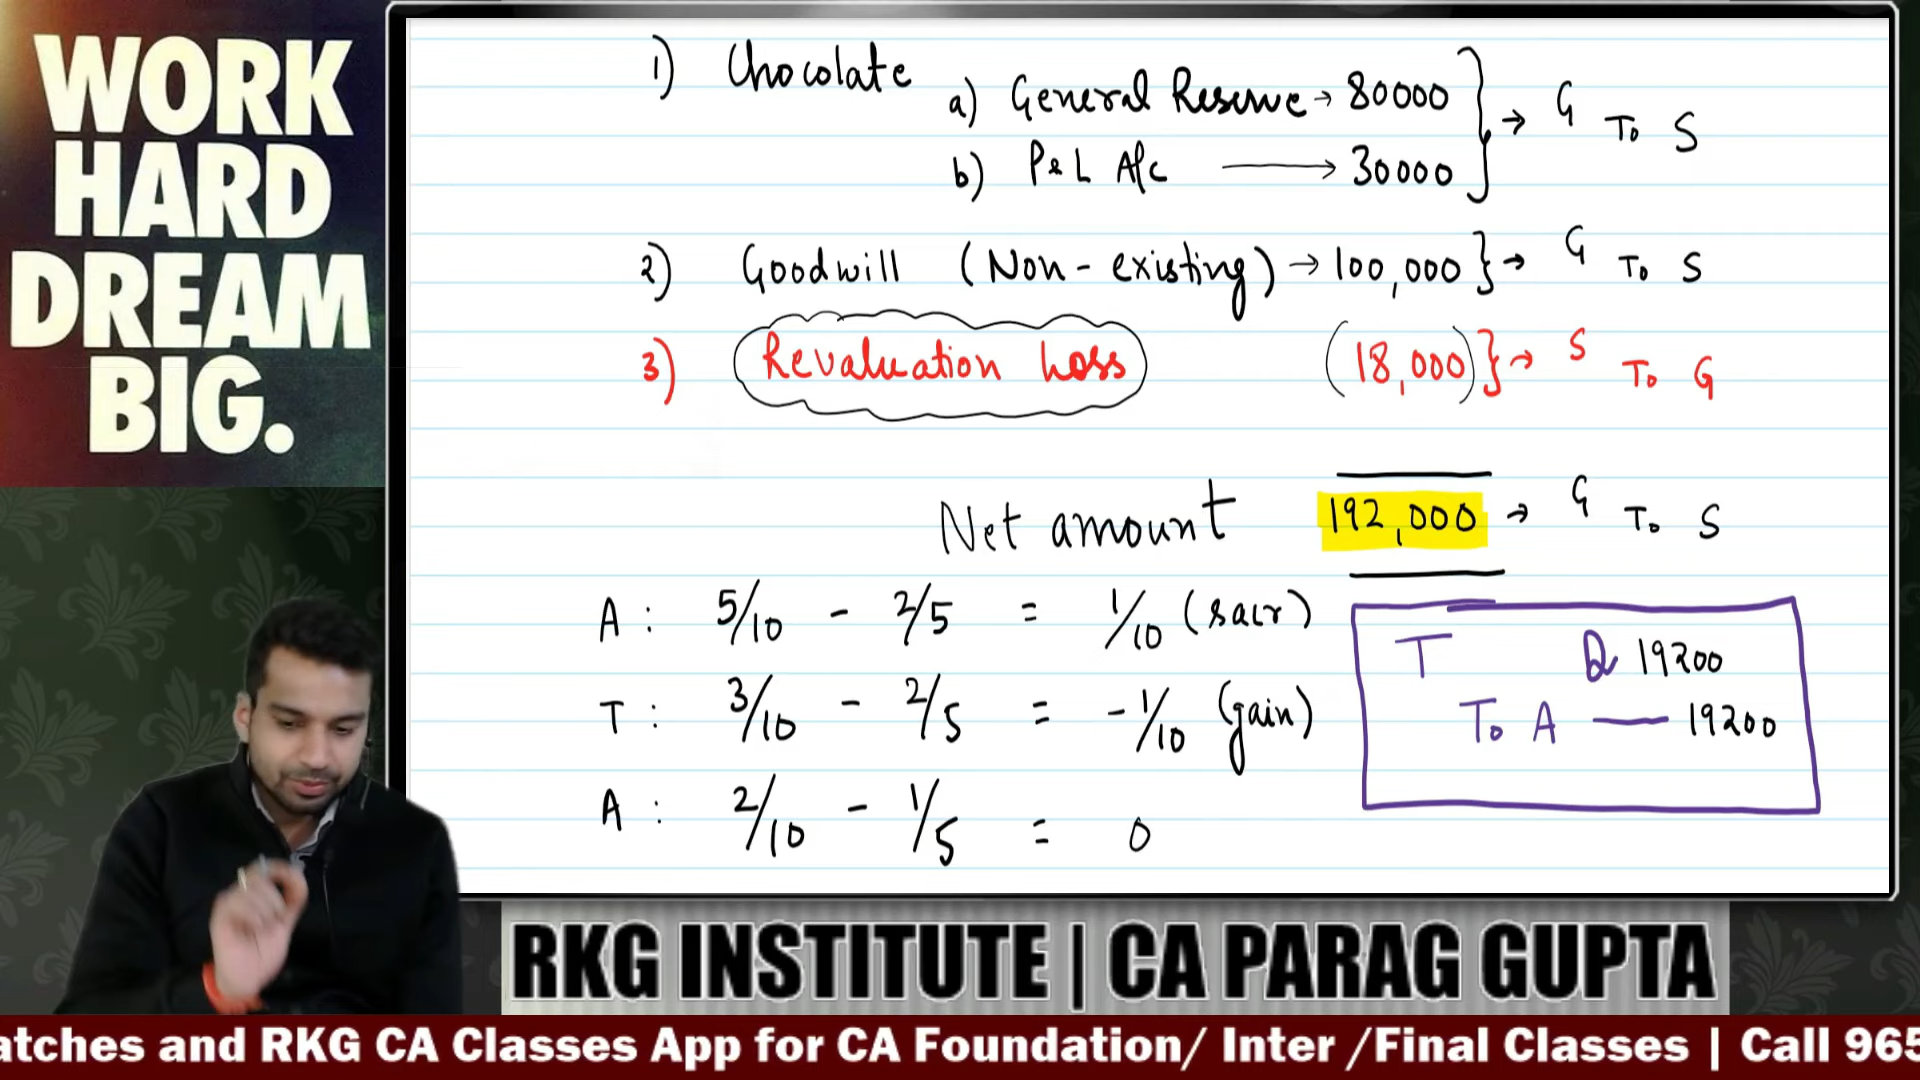 WORK
HARD
DREAM
BIG.
1) Chocolate
a) General Reserve → 80000 } → G To S
b) P & L A/c → 30000
2) Goodwill (Non-existing) → 100,000 } → G To S
3) Revaluation Loss (18,000) } → S To G
Net amount 192,000 → G To S
A : 5/10 - 2/5 = 1/10 (sacr)
T : 3/10 - 2/5 = -1/10 (gain)
A : 2/10 - 1/5 = 0
T Dr 19200
To A — 19200
RKG INSTITUTE | CA PARAG GUPTA
atches and RKG CA Classes App for CA Foundation/ Inter /Final Classes | Call 965